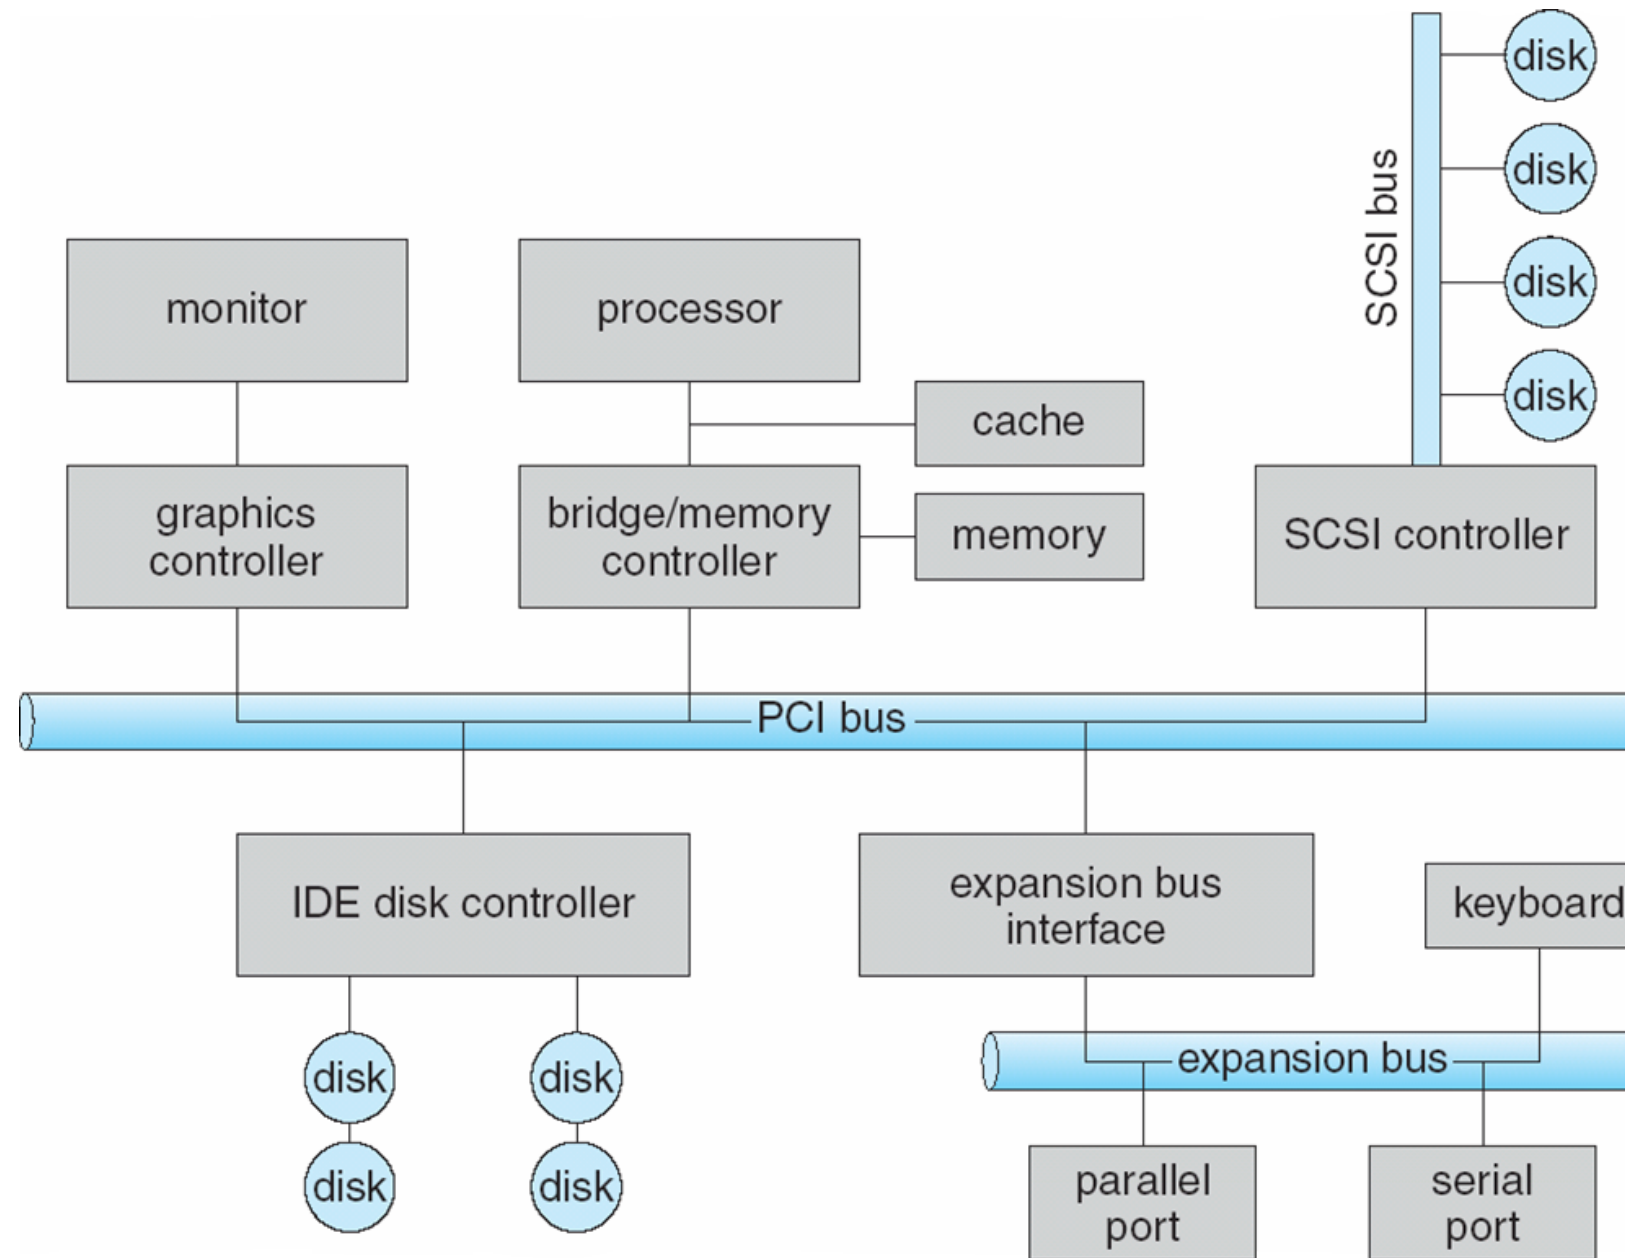 disk
disk
disk
disk
SCSI bus
monitor
processor
cache
graphics
controller
bridge/memory
controller
memory
SCSI controller
PCI bus
IDE disk controller
expansion bus
interface
keyboard
disk
disk
expansion bus
disk
disk
parallel
port
serial
port